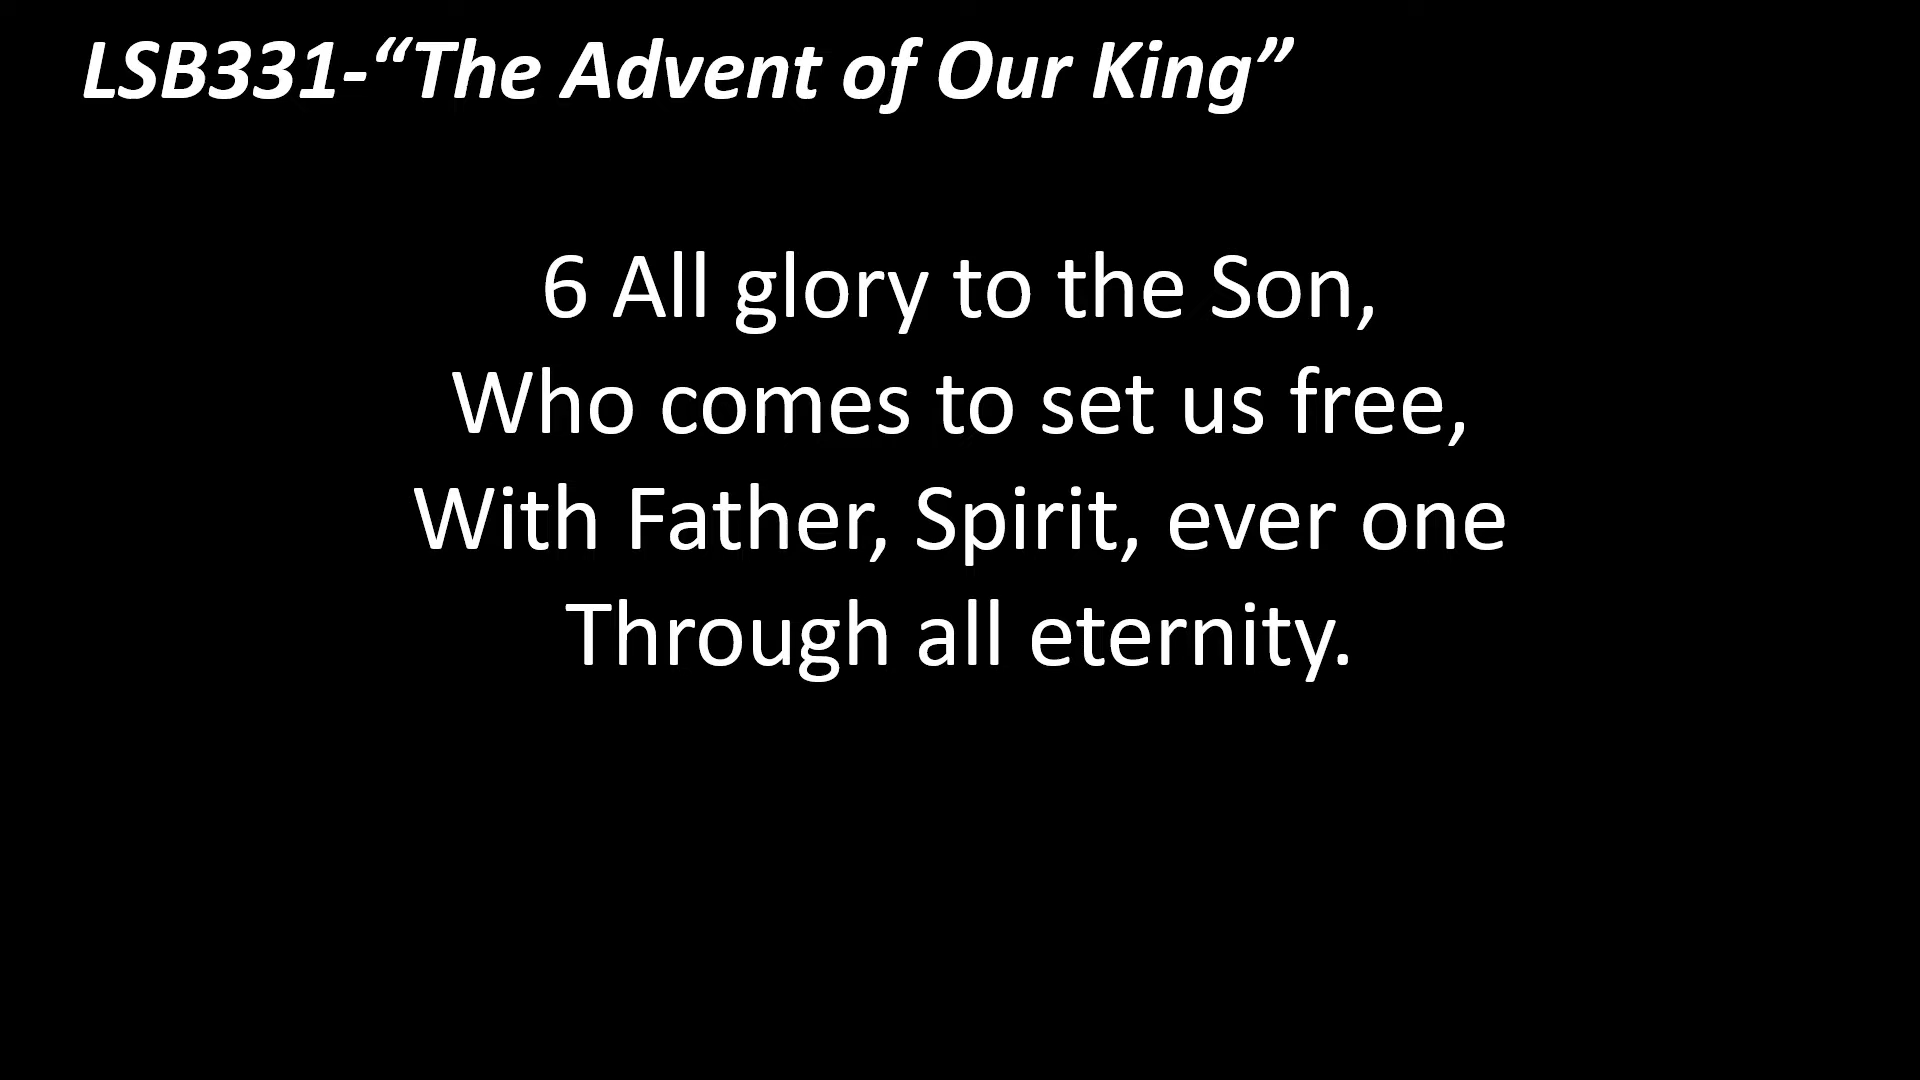 LSB331-“The Advent of Our King”
6 All glory to the Son,
Who comes to set us free,
With Father, Spirit, ever one
Through all eternity.